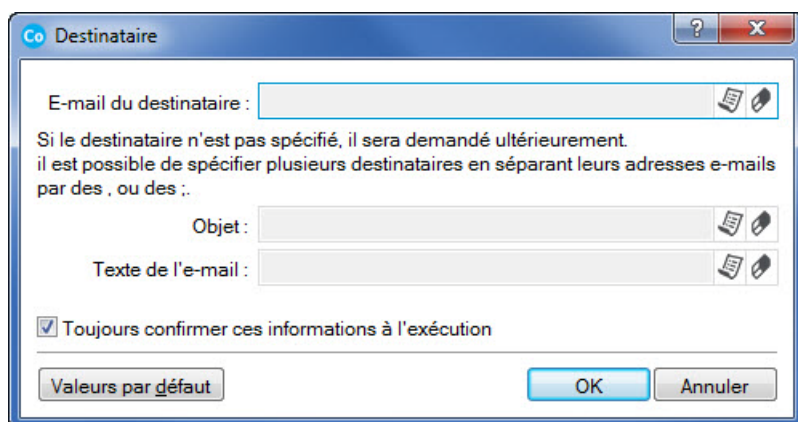 Co Destinataire
E-mail du destinataire :
Si le destinataire n'est pas spécifié, il sera demandé ultérieurement.
il est possible de spécifier plusieurs destinataires en séparant leurs adresses e-mails
par des , ou des ;.
Objet :
Texte de l'e-mail :
Toujours confirmer ces informations à l'exécution
Valeurs par défaut OK Annuler